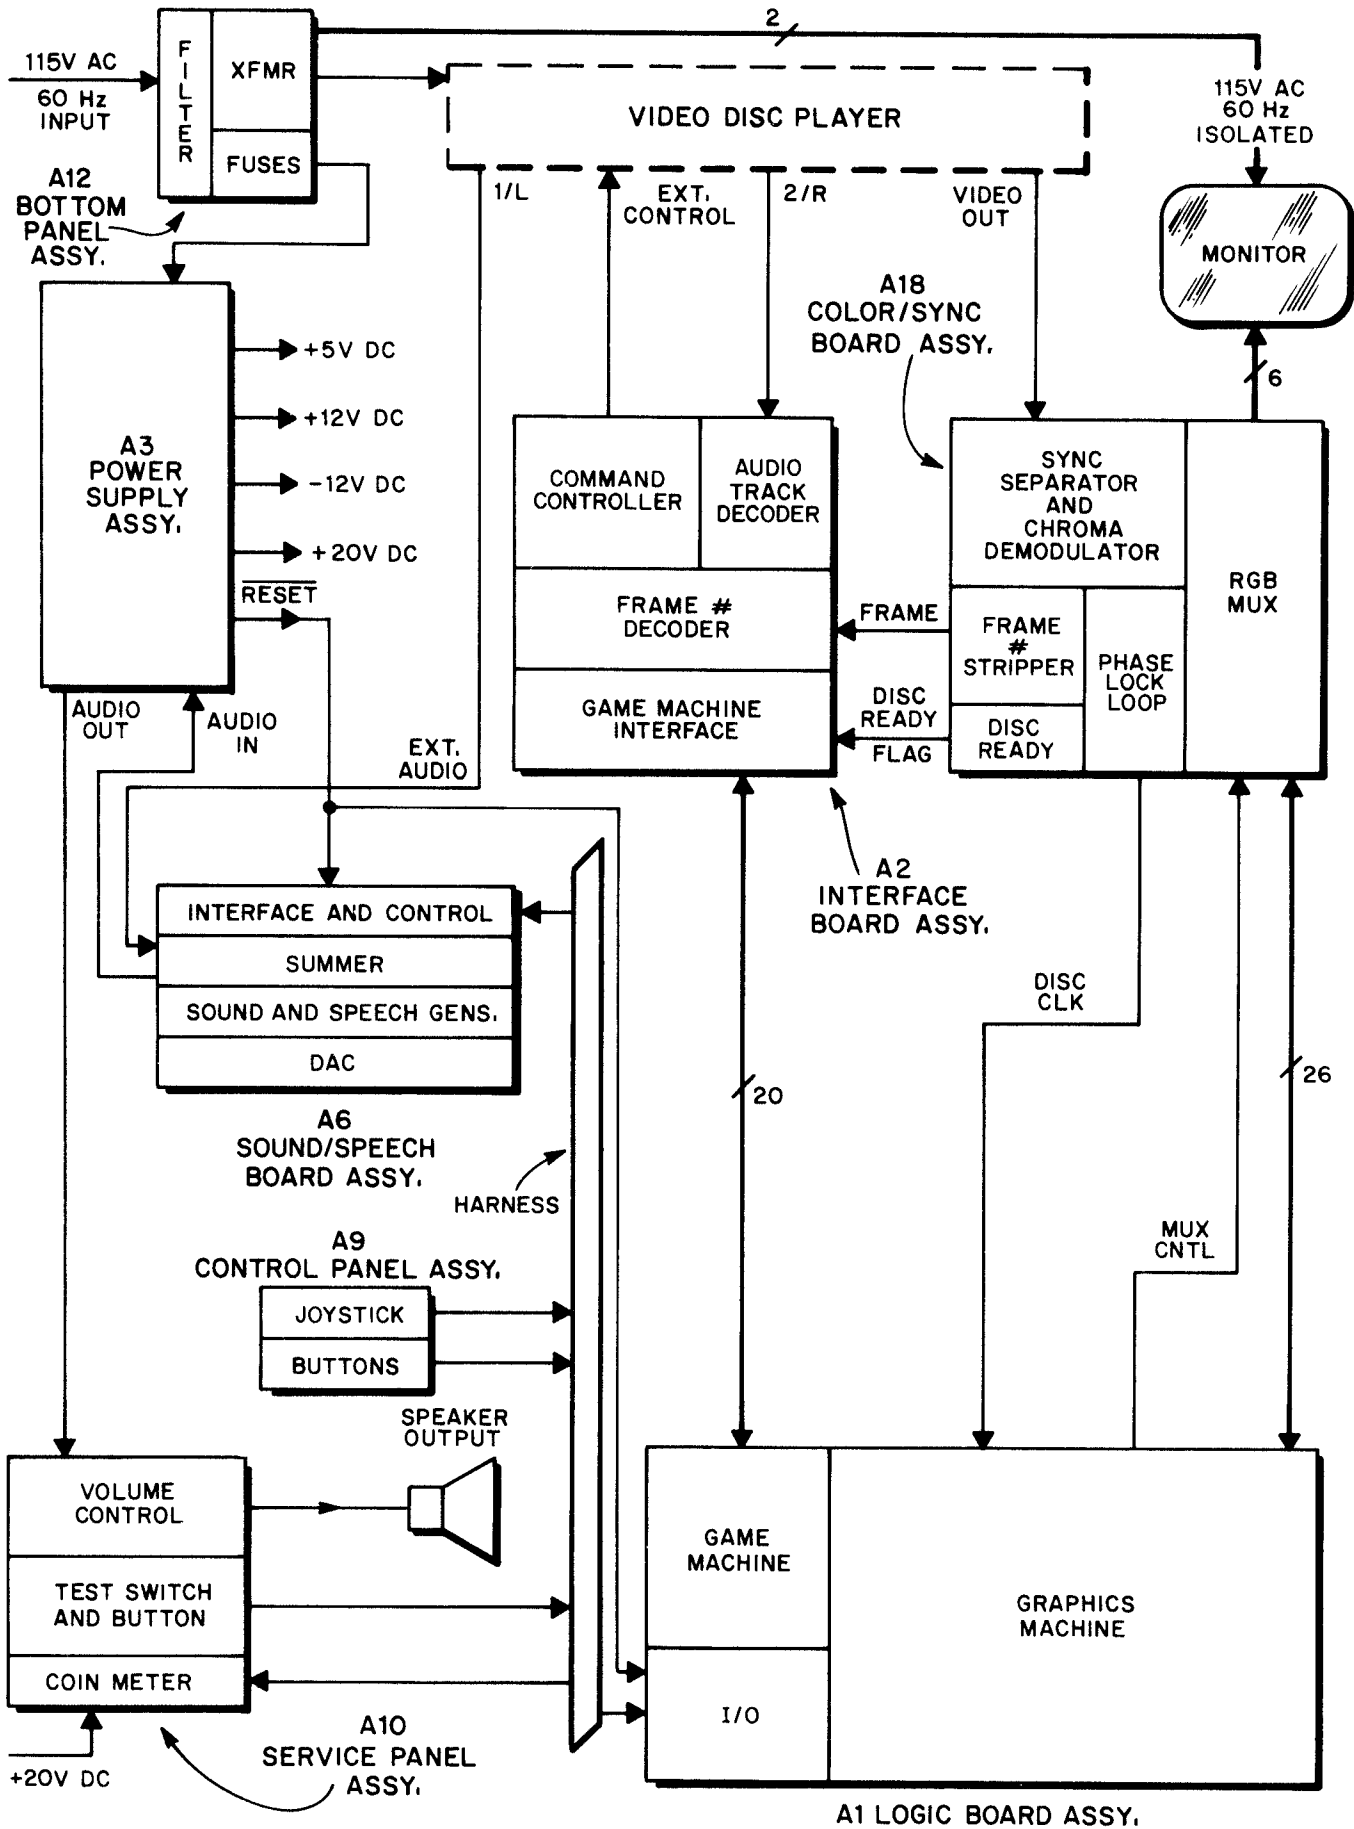 2
115V AC
60 Hz
INPUT
FILTER
XFMR
FUSES
A12
BOTTOM
PANEL
ASSY.
VIDEO DISC PLAYER
115V AC
60 Hz
ISOLATED
MONITOR
6
1/L
EXT.
CONTROL
2/R
VIDEO
OUT
A18
COLOR/SYNC
BOARD ASSY.
A3
POWER
SUPPLY
ASSY.
+5V DC
+12V DC
-12V DC
+20V DC
RESET
AUDIO
OUT
AUDIO
IN
EXT.
AUDIO
COMMAND
CONTROLLER
AUDIO
TRACK
DECODER
FRAME #
DECODER
GAME MACHINE
INTERFACE
FRAME
DISC
READY
FLAG
SYNC
SEPARATOR
AND
CHROMA
DEMODULATOR
RGB
MUX
FRAME
#
STRIPPER
PHASE
LOCK
LOOP
DISC
READY
A2
INTERFACE
BOARD ASSY.
INTERFACE AND CONTROL
SUMMER
SOUND AND SPEECH GENS.
DAC
A6
SOUND/SPEECH
BOARD ASSY.
HARNESS
20
DISC
CLK
26
MUX
CNTL
A9
CONTROL PANEL ASSY.
JOYSTICK
BUTTONS
SPEAKER
OUTPUT
VOLUME
CONTROL
TEST SWITCH
AND BUTTON
COIN METER
+20V DC
A10
SERVICE PANEL
ASSY.
GAME
MACHINE
I/O
GRAPHICS
MACHINE
A1 LOGIC BOARD ASSY.